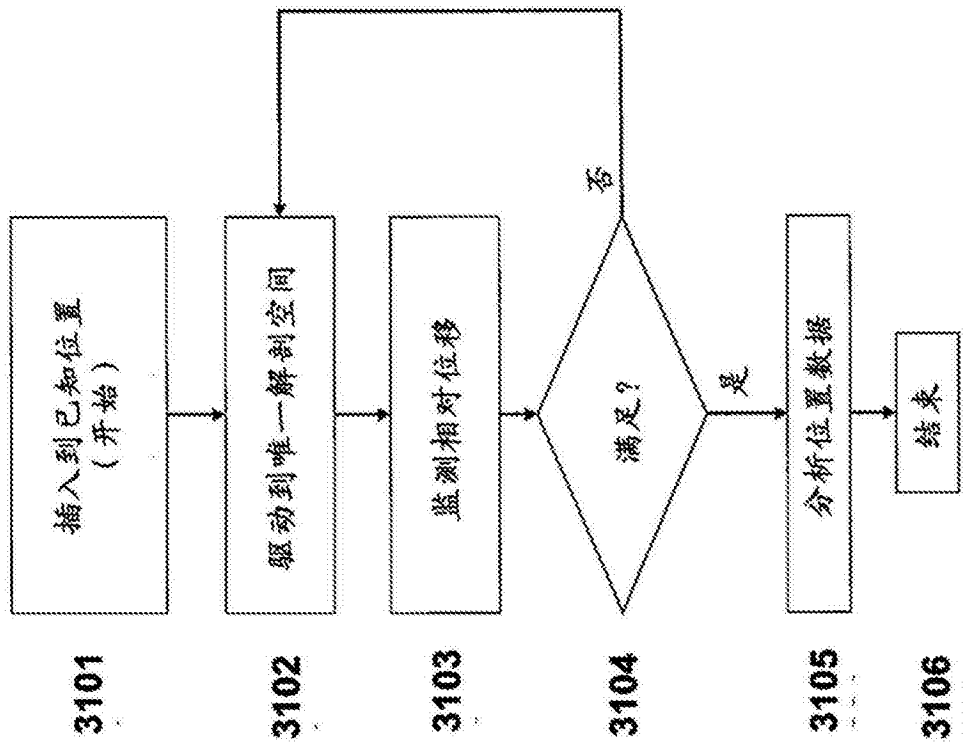 3101
插入到已知位置
(开始)
3102
驱动到唯一解剖空间
3103
监测相对位移
3104
满足?
否
是
3105
分析位置数据
3106
结束